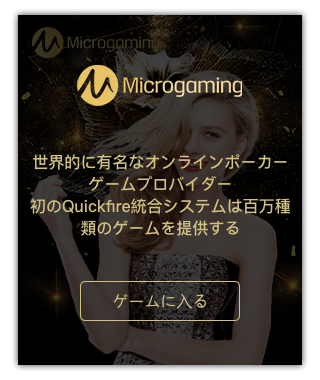 Microgaming
Microgaming
世界的に有名なオンラインポーカー
ゲームプロバイダー
初のQuickfire統合システムは百万種
類のゲームを提供する
ゲームに入る